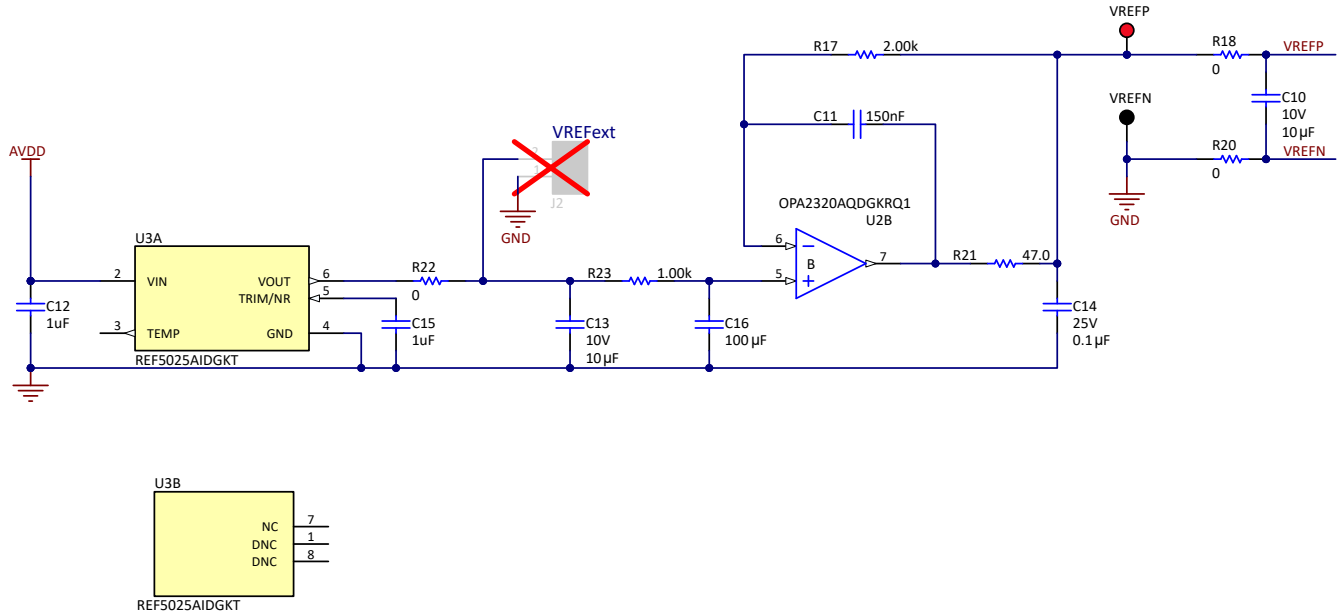 VREFP
R17
2.00k
R18
VREFP
0
C11
150nF
VREFN
C10
10V
10µF
R20
VREFN
0
GND
VREFext
2
1
J2
GND
AVDD
OPA2320AQDGKRQ1
U2B
6
5
B
7
R21
47.0
U3A
2
VIN
VOUT
6
TRIM/NR
5
3
TEMP
GND
4
REF5025AIDGKT
C12
1uF
R22
0
R23
1.00k
C15
1uF
C13
10V
10µF
C16
100µF
C14
25V
0.1µF
U3B
NC
7
DNC
1
DNC
8
REF5025AIDGKT